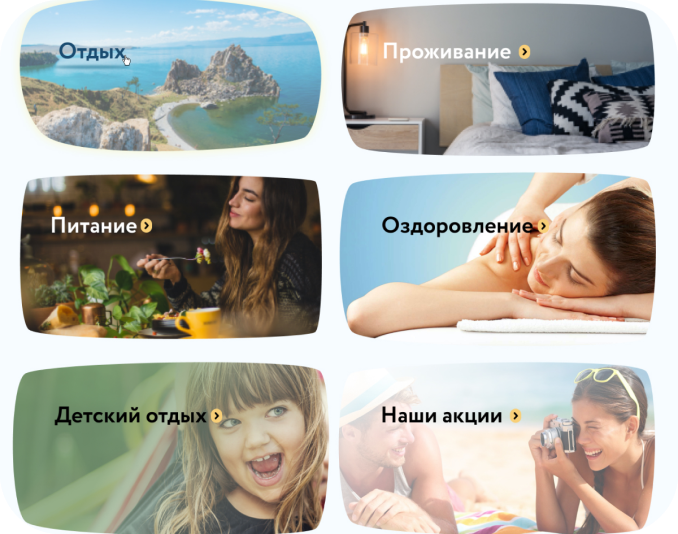 Отдых
Проживание
Питание
Оздоровление
Детский отдых
Наши акции